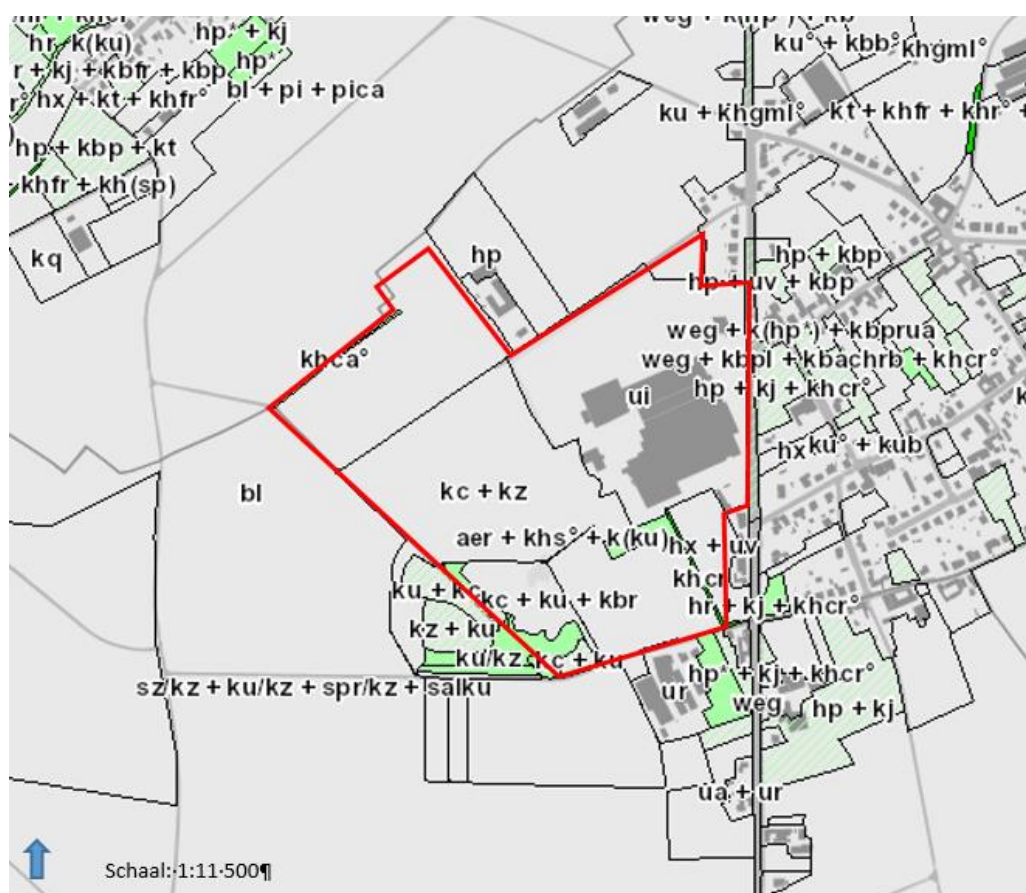 hr k(ku)
hp* + kj
hp*
r + kj + kbfr + kbp
bl + pi + pica
hx + kt + khfr°
hp + kbp + kt
khfr + kh(sp)
kq
ku° + kbb°
khgml°
ku + khgml°
kt + khfr + khr° +
hp
hp + kbp
hp + uv + kbp
khca°
weg + k(hp*) + kbprua
weg + kbpl + kbachrb + khcr°
ui
hp + kj + khcr°
hx
ku° + kub
bl
kc + kz
aer + khs° + k(ku)
hx + uv
khcr
ku + kc
kc + ku + kbr
hr + kj + khcr°
kz + ku
ku/kz
kc + ku
sz/kz + ku/kz + spr/kz + salku
hp* + kj + khcr°
ur
weg
hp + kj
ua + ur
Schaal:·1:11·500¶